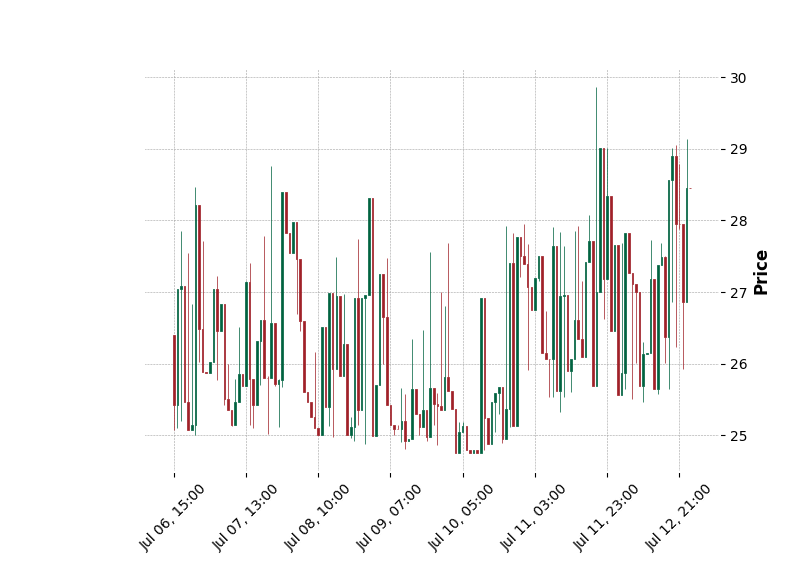 30
29
28
27
26
25
Price
Jul 06, 15:00
Jul 07, 13:00
Jul 08, 10:00
Jul 09, 07:00
Jul 10, 05:00
Jul 11, 03:00
Jul 11, 23:00
Jul 12, 21:00